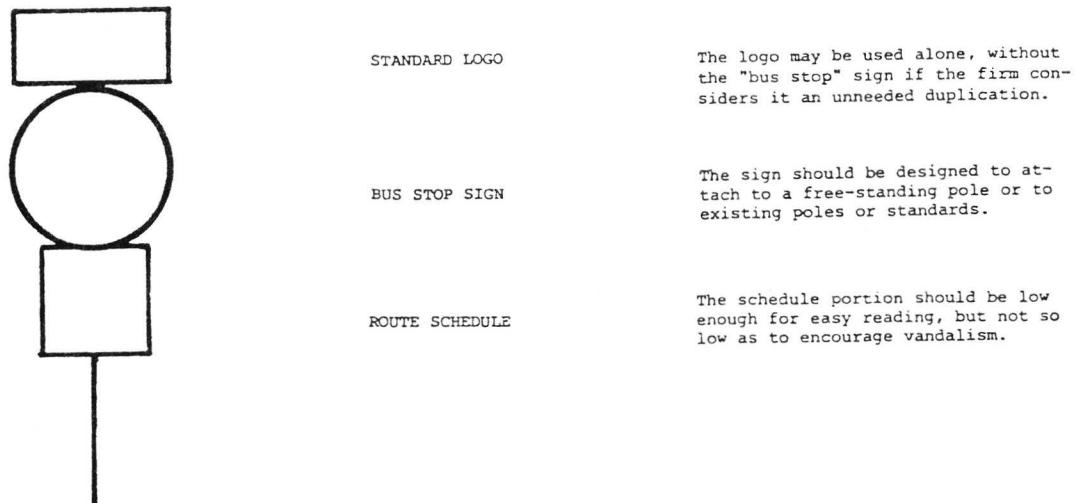 STANDARD LOGO
The logo may be used alone, without
the "bus stop" sign if the firm con-
siders it an unneeded duplication.
BUS STOP SIGN
The sign should be designed to at-
tach to a free-standing pole or to
existing poles or standards.
ROUTE SCHEDULE
The schedule portion should be low
enough for easy reading, but not so
low as to encourage vandalism.